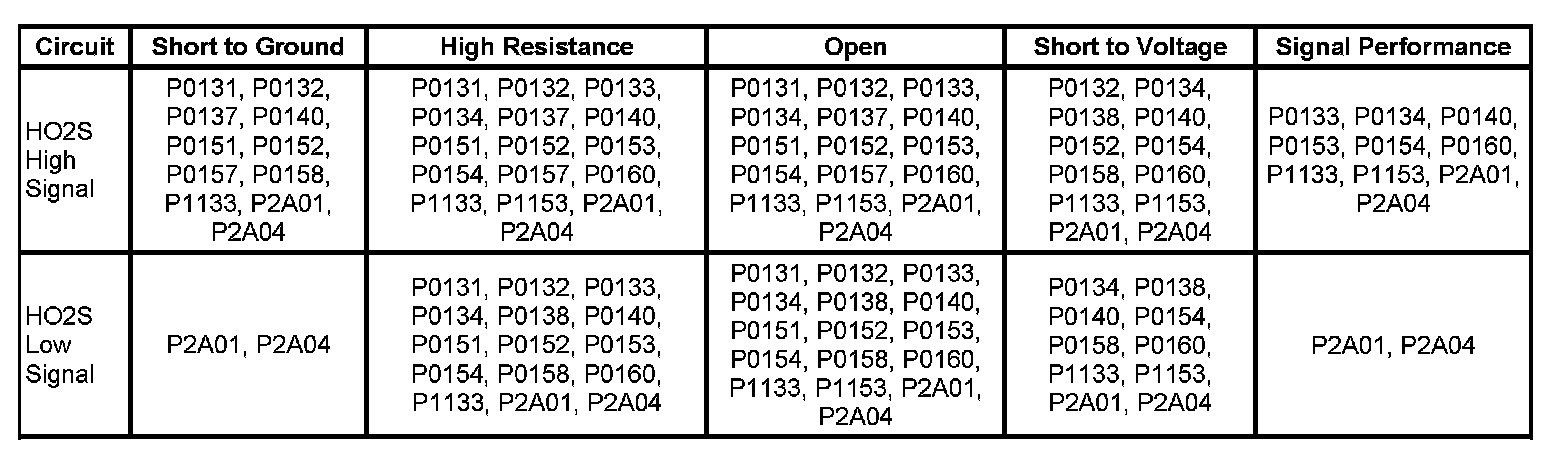 Circuit
Short to Ground
High Resistance
Open
Short to Voltage
Signal Performance
HO2S
High
Signal
P0131, P0132,
P0137, P0140,
P0151, P0152,
P0157, P0158,
P1133, P2A01,
P2A04
P0131, P0132, P0133,
P0134, P0137, P0140,
P0151, P0152, P0153,
P0154, P0157, P0160,
P1133, P1153, P2A01,
P2A04
P0131, P0132, P0133,
P0134, P0137, P0140,
P0151, P0152, P0153,
P0154, P0157, P0160,
P1133, P1153, P2A01,
P2A04
P0132, P0134,
P0138, P0140,
P0152, P0154,
P0158, P0160,
P1133, P1153,
P2A01, P2A04
P0133, P0134, P0140,
P0153, P0154, P0160,
P1133, P1153, P2A01,
P2A04
HO2S
Low
Signal
P2A01, P2A04
P0131, P0132, P0133,
P0134, P0138, P0140,
P0151, P0152, P0153,
P0154, P0158, P0160,
P1133, P2A01, P2A04
P0131, P0132, P0133,
P0134, P0138, P0140,
P0151, P0152, P0153,
P0154, P0158, P0160,
P1133, P1153, P2A01,
P2A04
P0134, P0138,
P0140, P0154,
P0158, P0160,
P1133, P1153,
P2A01, P2A04
P2A01, P2A04